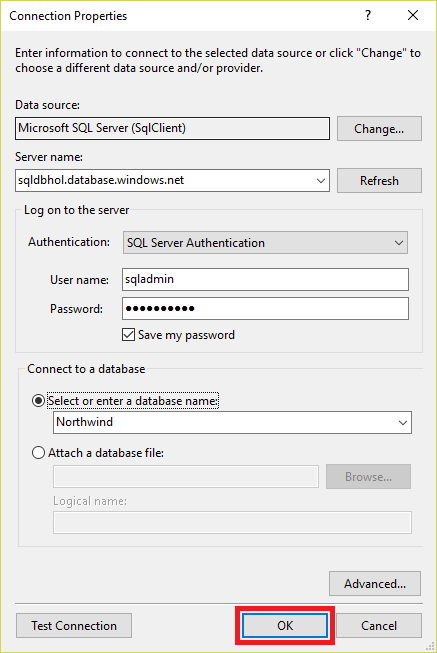 Connection Properties
?
Enter information to connect to the selected data source or click "Change" to
choose a different data source and/or provider.
Data source:
Microsoft SQL Server (SqlClient)
Change...
Server name:
sqldbhol.database.windows.net
Refresh
Log on to the server
Authentication:
SQL Server Authentication
User name:
sqladmin
Password:
●●●●●●●●●●
Save my password
Connect to a database
Select or enter a database name:
Northwind
Attach a database file:
Browse...
Logical name:
Advanced...
Test Connection
OK
Cancel